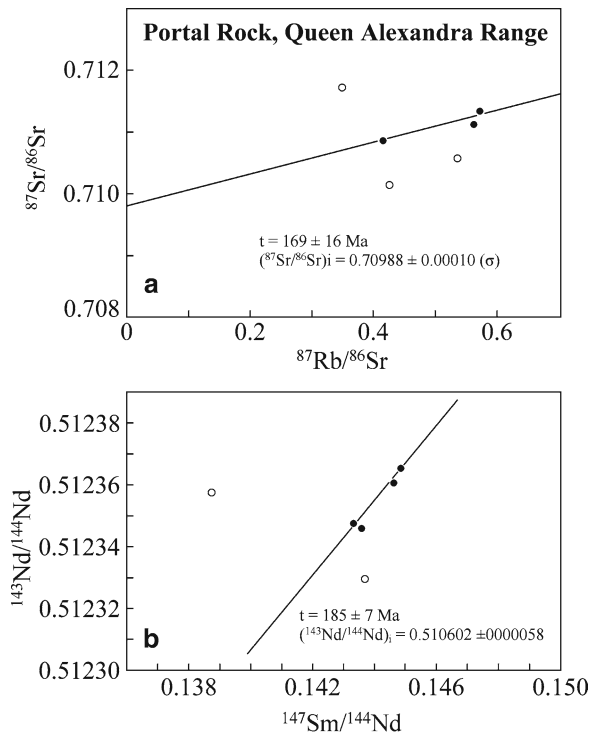 Portal Rock, Queen Alexandra Range
0.712
0.710
0.708
⁸⁷Sr/⁸⁶Sr
t = 169 ± 16 Ma
(⁸⁷Sr/⁸⁶Sr)i = 0.70988 ± 0.00010 (σ)
a
0 0.2 0.4 0.6
⁸⁷Rb/⁸⁶Sr
0.51238
0.51236
0.51234
0.51232
0.51230
¹⁴³Nd/¹⁴⁴Nd
t = 185 ± 7 Ma
(¹⁴³Nd/¹⁴⁴Nd)ᵢ = 0.510602 ±0000058
b
0.138 0.142 0.146 0.150
¹⁴⁷Sm/¹⁴⁴Nd